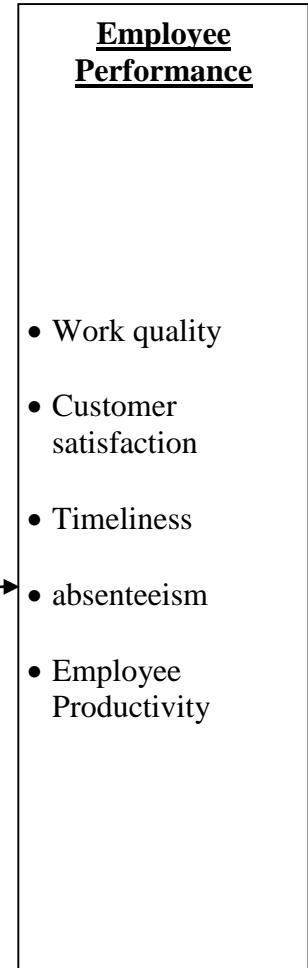 Employee
Performance
• Work quality
• Customer
satisfaction
• Timeliness
• absenteeism
• Employee
Productivity